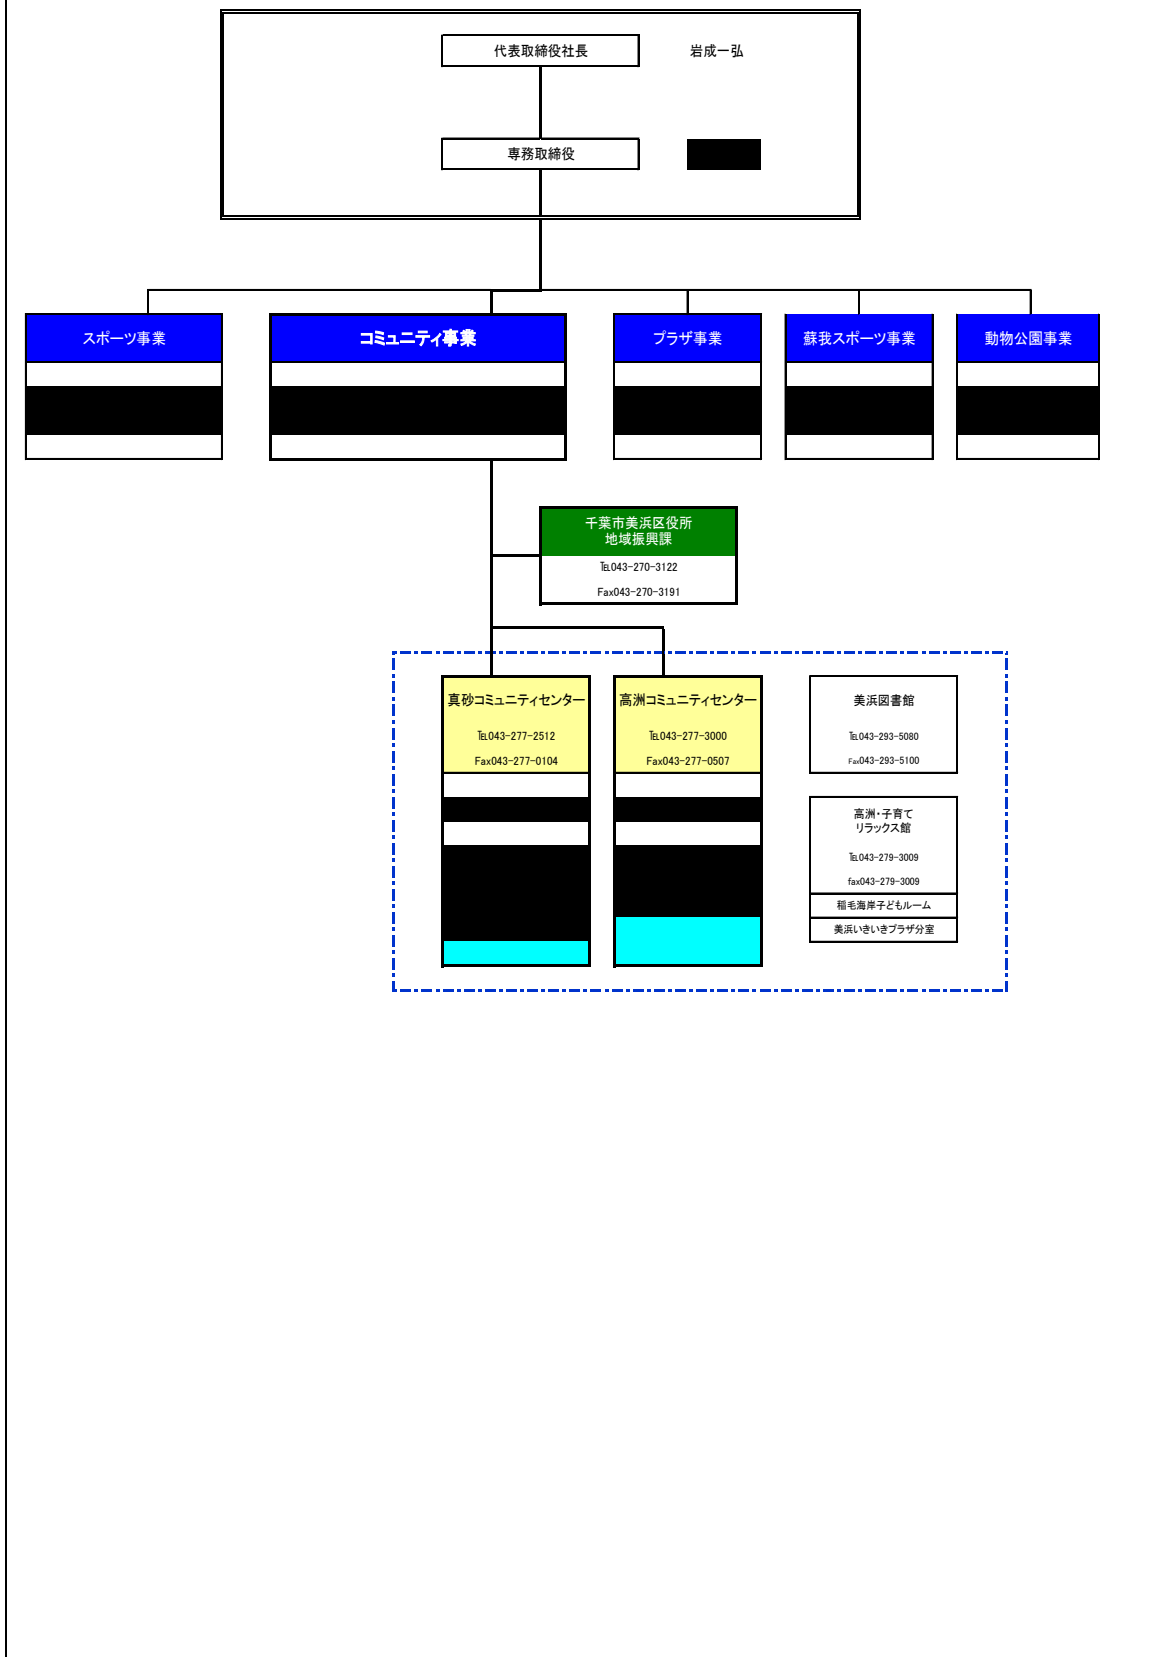 代表取締役社長
岩成一弘
専務取締役
スポーツ事業
コミュニティ事業
プラザ事業
蘇我スポーツ事業
動物公園事業
千葉市美浜区役所
地域振興課
℡043-270-3122
Fax043-270-3191
真砂コミュニティセンター
℡043-277-2512
Fax043-277-0104
高洲コミュニティセンター
℡043-277-3000
Fax043-277-0507
美浜図書館
℡043-293-5080
Fax043-293-5100
高洲・子育て
リラックス館
℡043-279-3009
fax043-279-3009
稲毛海岸子どもルーム
美浜いきいきプラザ分室